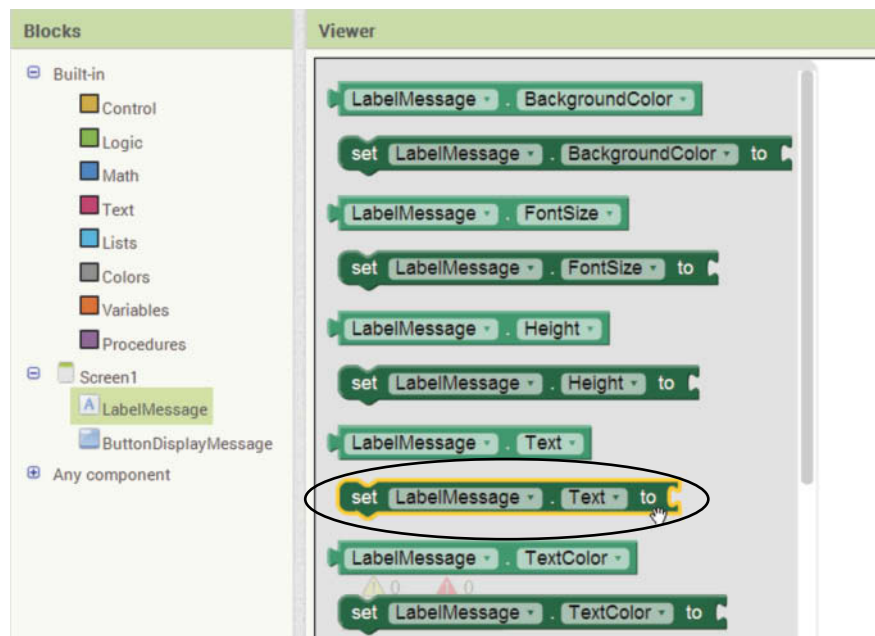 Blocks
Built-in
Control
Logic
Math
Text
Lists
Colors
Variables
Procedures
Screen1
A LabelMessage
ButtonDisplayMessage
Any component
Viewer
LabelMessage . BackgroundColor
set LabelMessage . BackgroundColor to
LabelMessage . FontSize
set LabelMessage . FontSize to
LabelMessage . Height
set LabelMessage . Height to
LabelMessage . Text
set LabelMessage . Text to
LabelMessage . TextColor
0 0
set LabelMessage . TextColor to